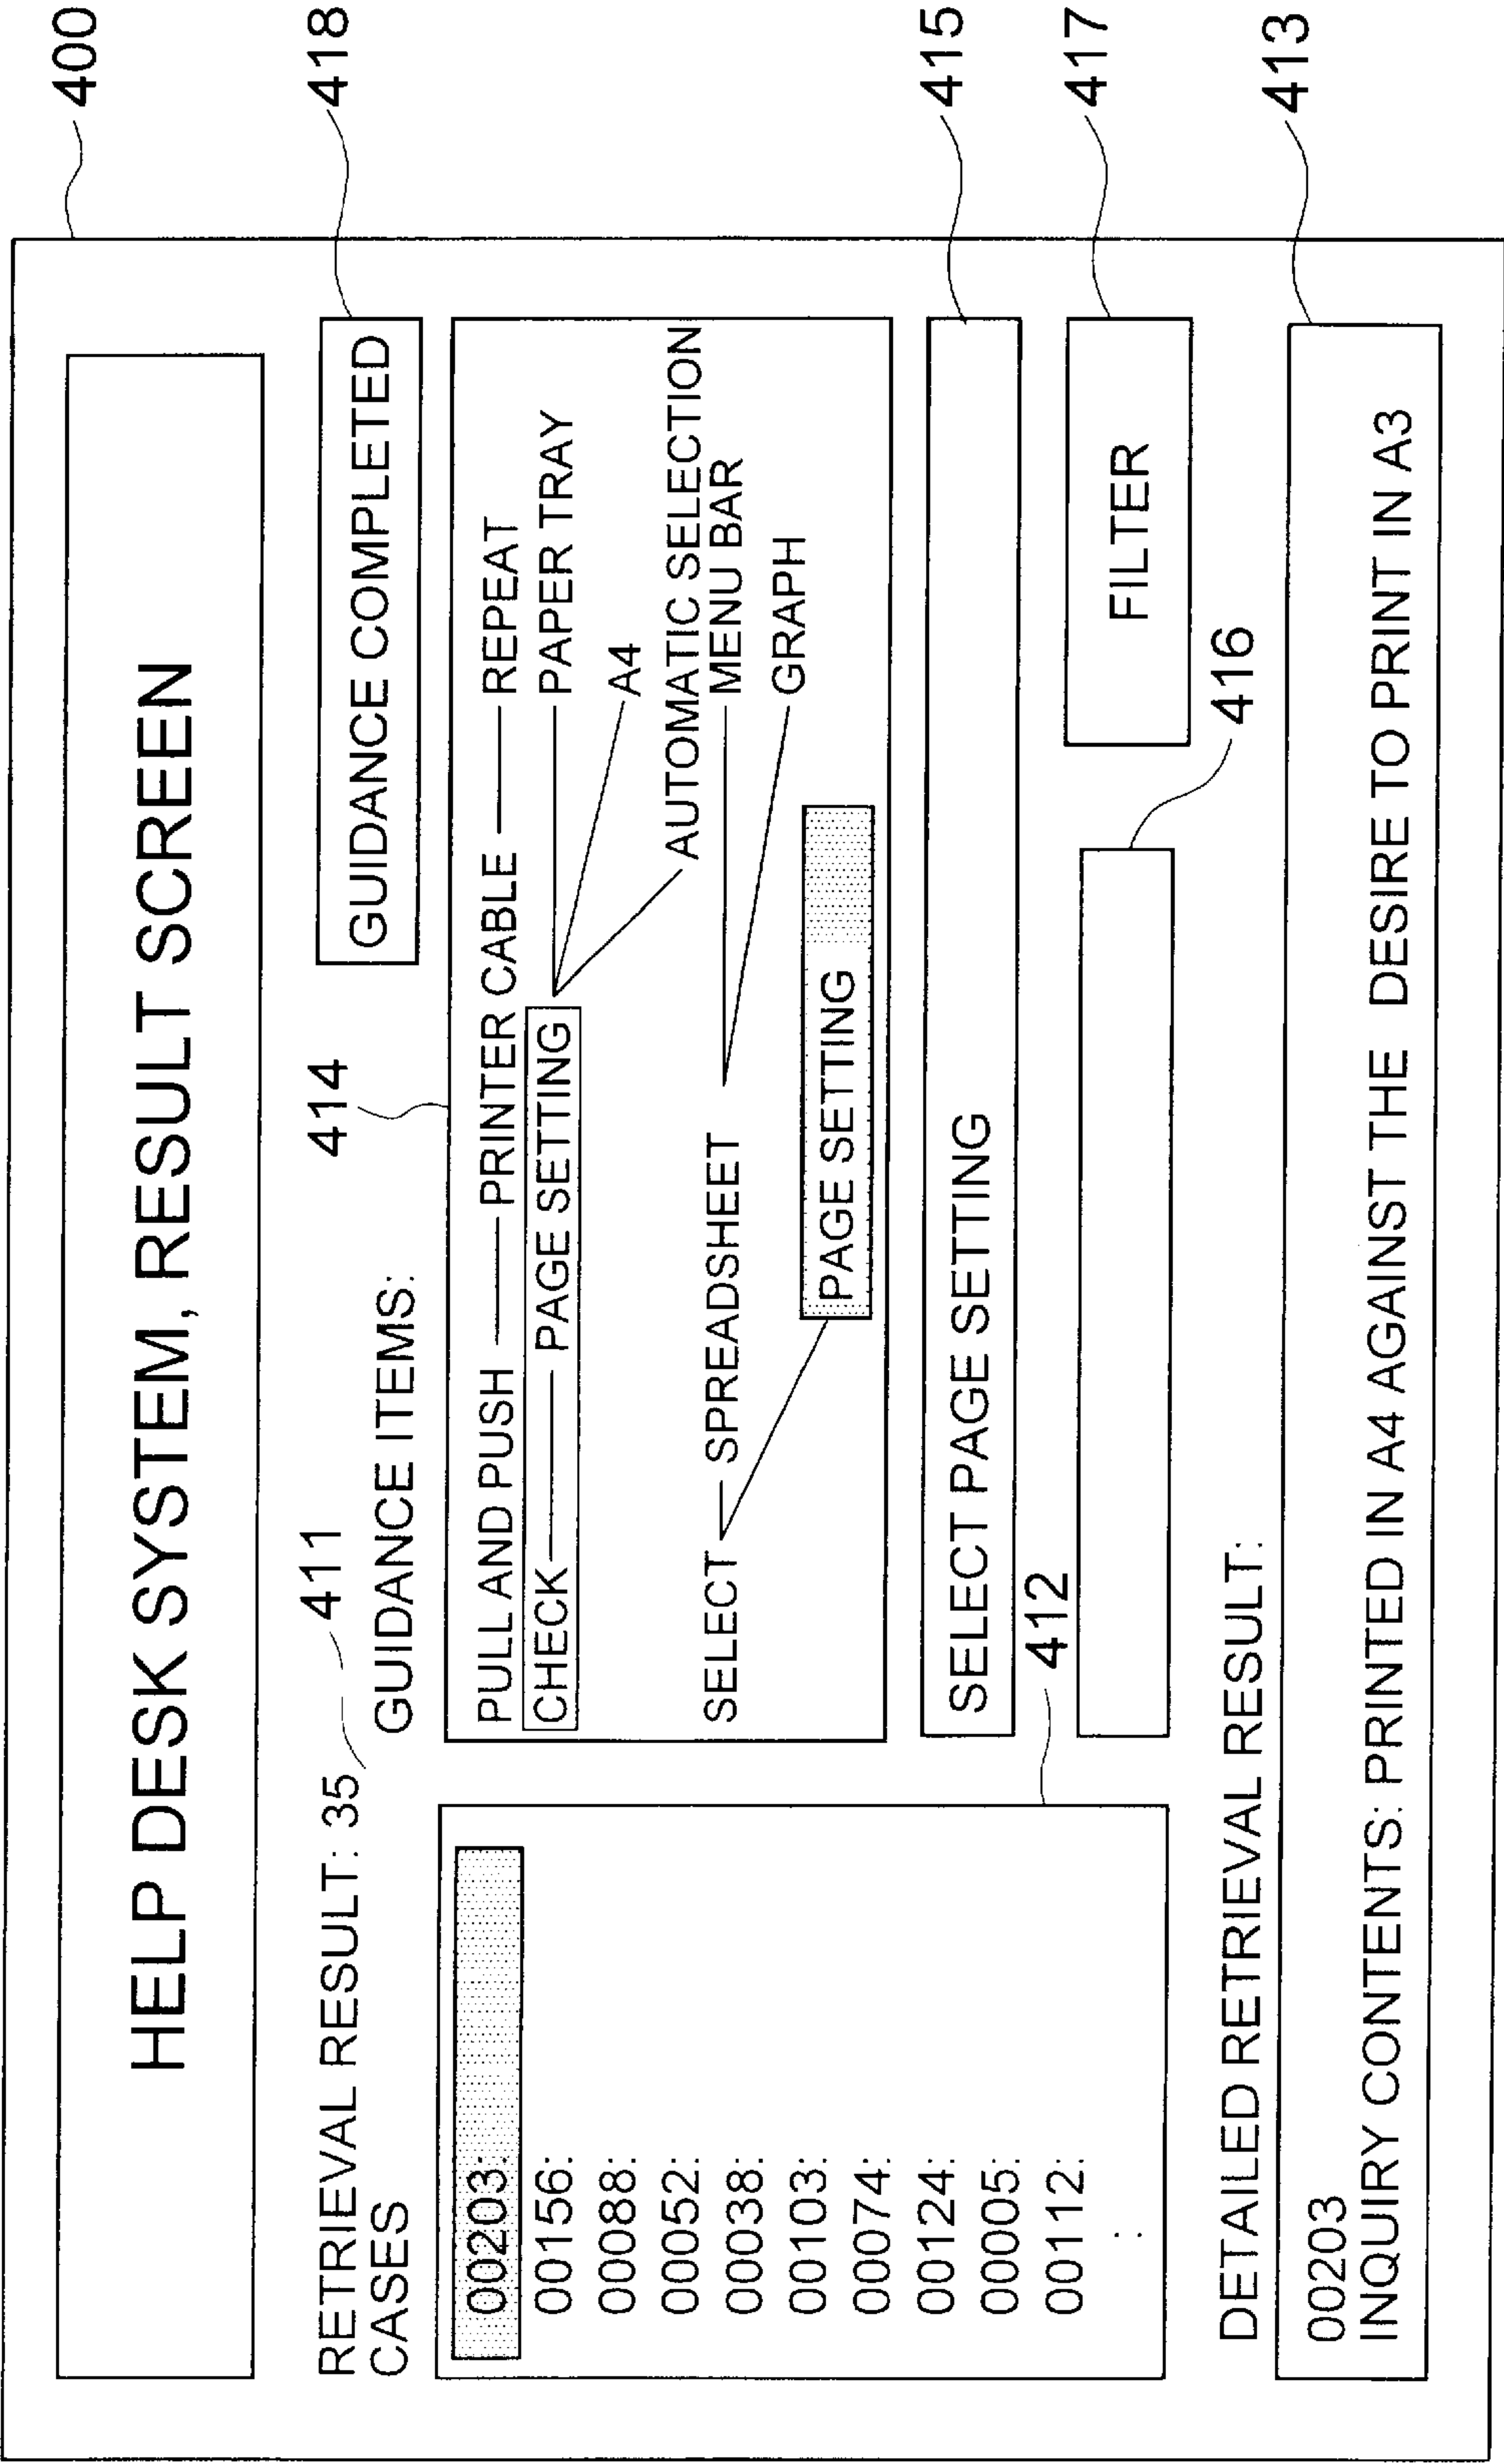 400
HELP DESK SYSTEM, RESULT SCREEN
418
RETRIEVAL RESULT: 35
CASES
411
414
GUIDANCE COMPLETED
GUIDANCE ITEMS:
00203:
00156:
00088:
00052:
00038:
00103:
00074:
00124:
00005:
00112:
:
PULL AND PUSH PRINTER CABLE REPEAT
CHECK PAGE SETTING PAPER TRAY
A4
AUTOMATIC SELECTION
SELECT SPREADSHEET MENU BAR
GRAPH
PAGE SETTING
415
SELECT PAGE SETTING
412
417
FILTER
416
DETAILED RETRIEVAL RESULT:
413
00203
INQUIRY CONTENTS: PRINTED IN A4 AGAINST THE DESIRE TO PRINT IN A3